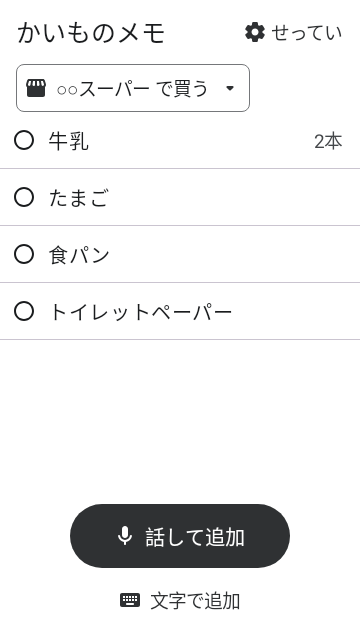 かいものメモ
せってい
○○スーパー で買う
牛乳 2本
たまご
食パン
トイレットペーパー
話して追加
文字で追加